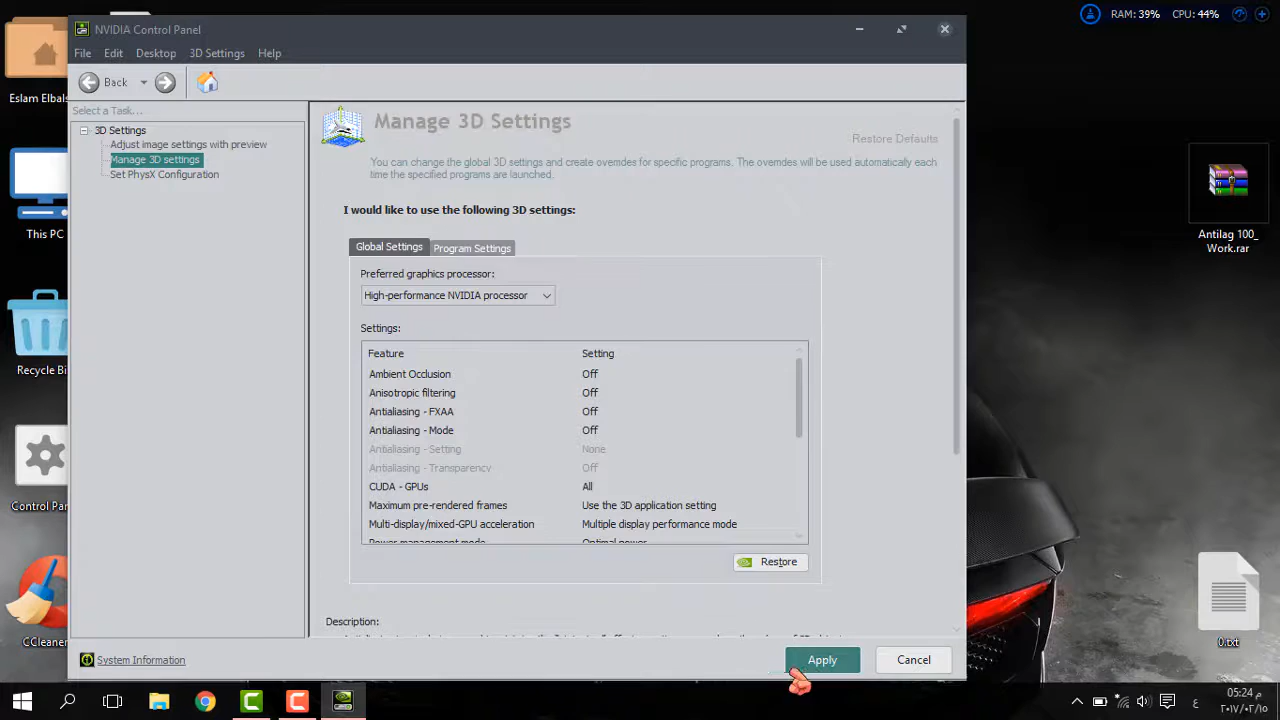 NVIDIA Control Panel
RAM: 39% CPU: 44%
File Edit Desktop 3D Settings Help
Back
Select a Task...
3D Settings
Adjust image settings with preview
Manage 3D settings
Set PhysX Configuration
Manage 3D Settings
Restore Defaults
You can change the global 3D settings and create overrides for specific programs. The overrides will be used automatically each
time the specified programs are launched.
I would like to use the following 3D settings:
Global Settings Program Settings
Preferred graphics processor:
High-performance NVIDIA processor
Settings:
Feature Setting
Ambient Occlusion Off
Anisotropic filtering Off
Antialiasing - FXAA Off
Antialiasing - Mode Off
Antialiasing - Setting None
Antialiasing - Transparency Off
CUDA - GPUs All
Maximum pre-rendered frames Use the 3D application setting
Multi-display/mixed-GPU acceleration Multiple display performance mode
Power management mode Optimal power
Restore
Description:
System Information
Apply Cancel
Eslam Elbals
This PC
Recycle Bi
Control Pan
CCleaner
Antilag 100_
Work.rar
0.txt
ع
05:24 م